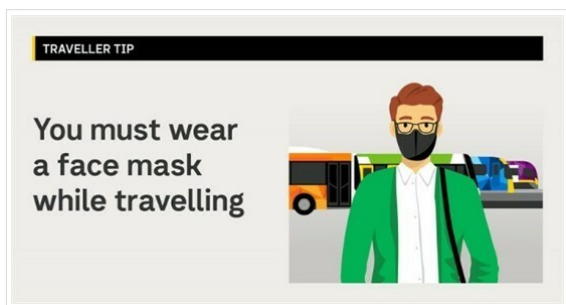 TRAVELLER TIP
You must wear
a face mask
while travelling